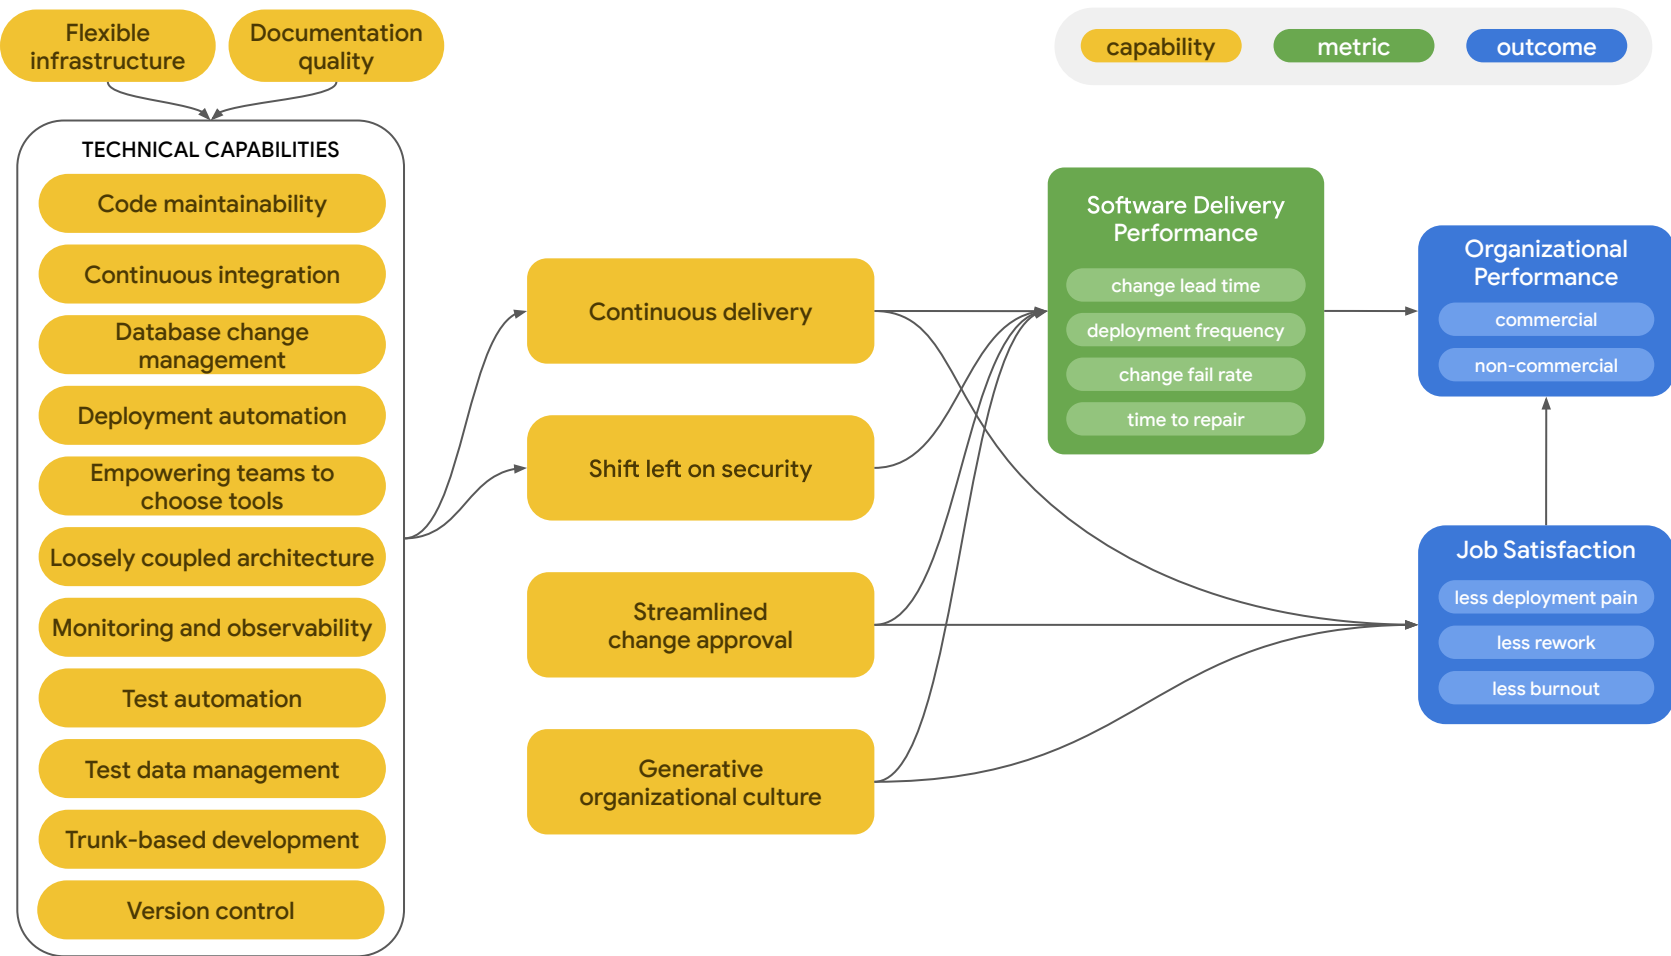 Flexible
infrastructure
Documentation
quality
capability
metric
outcome
TECHNICAL CAPABILITIES
Code maintainability
Continuous integration
Database change
management
Deployment automation
Empowering teams to
choose tools
Loosely coupled architecture
Monitoring and observability
Test automation
Test data management
Trunk-based development
Version control
Continuous delivery
Shift left on security
Streamlined
change approval
Generative
organizational culture
Software Delivery
Performance
change lead time
deployment frequency
change fail rate
time to repair
Organizational
Performance
commercial
non-commercial
Job Satisfaction
less deployment pain
less rework
less burnout